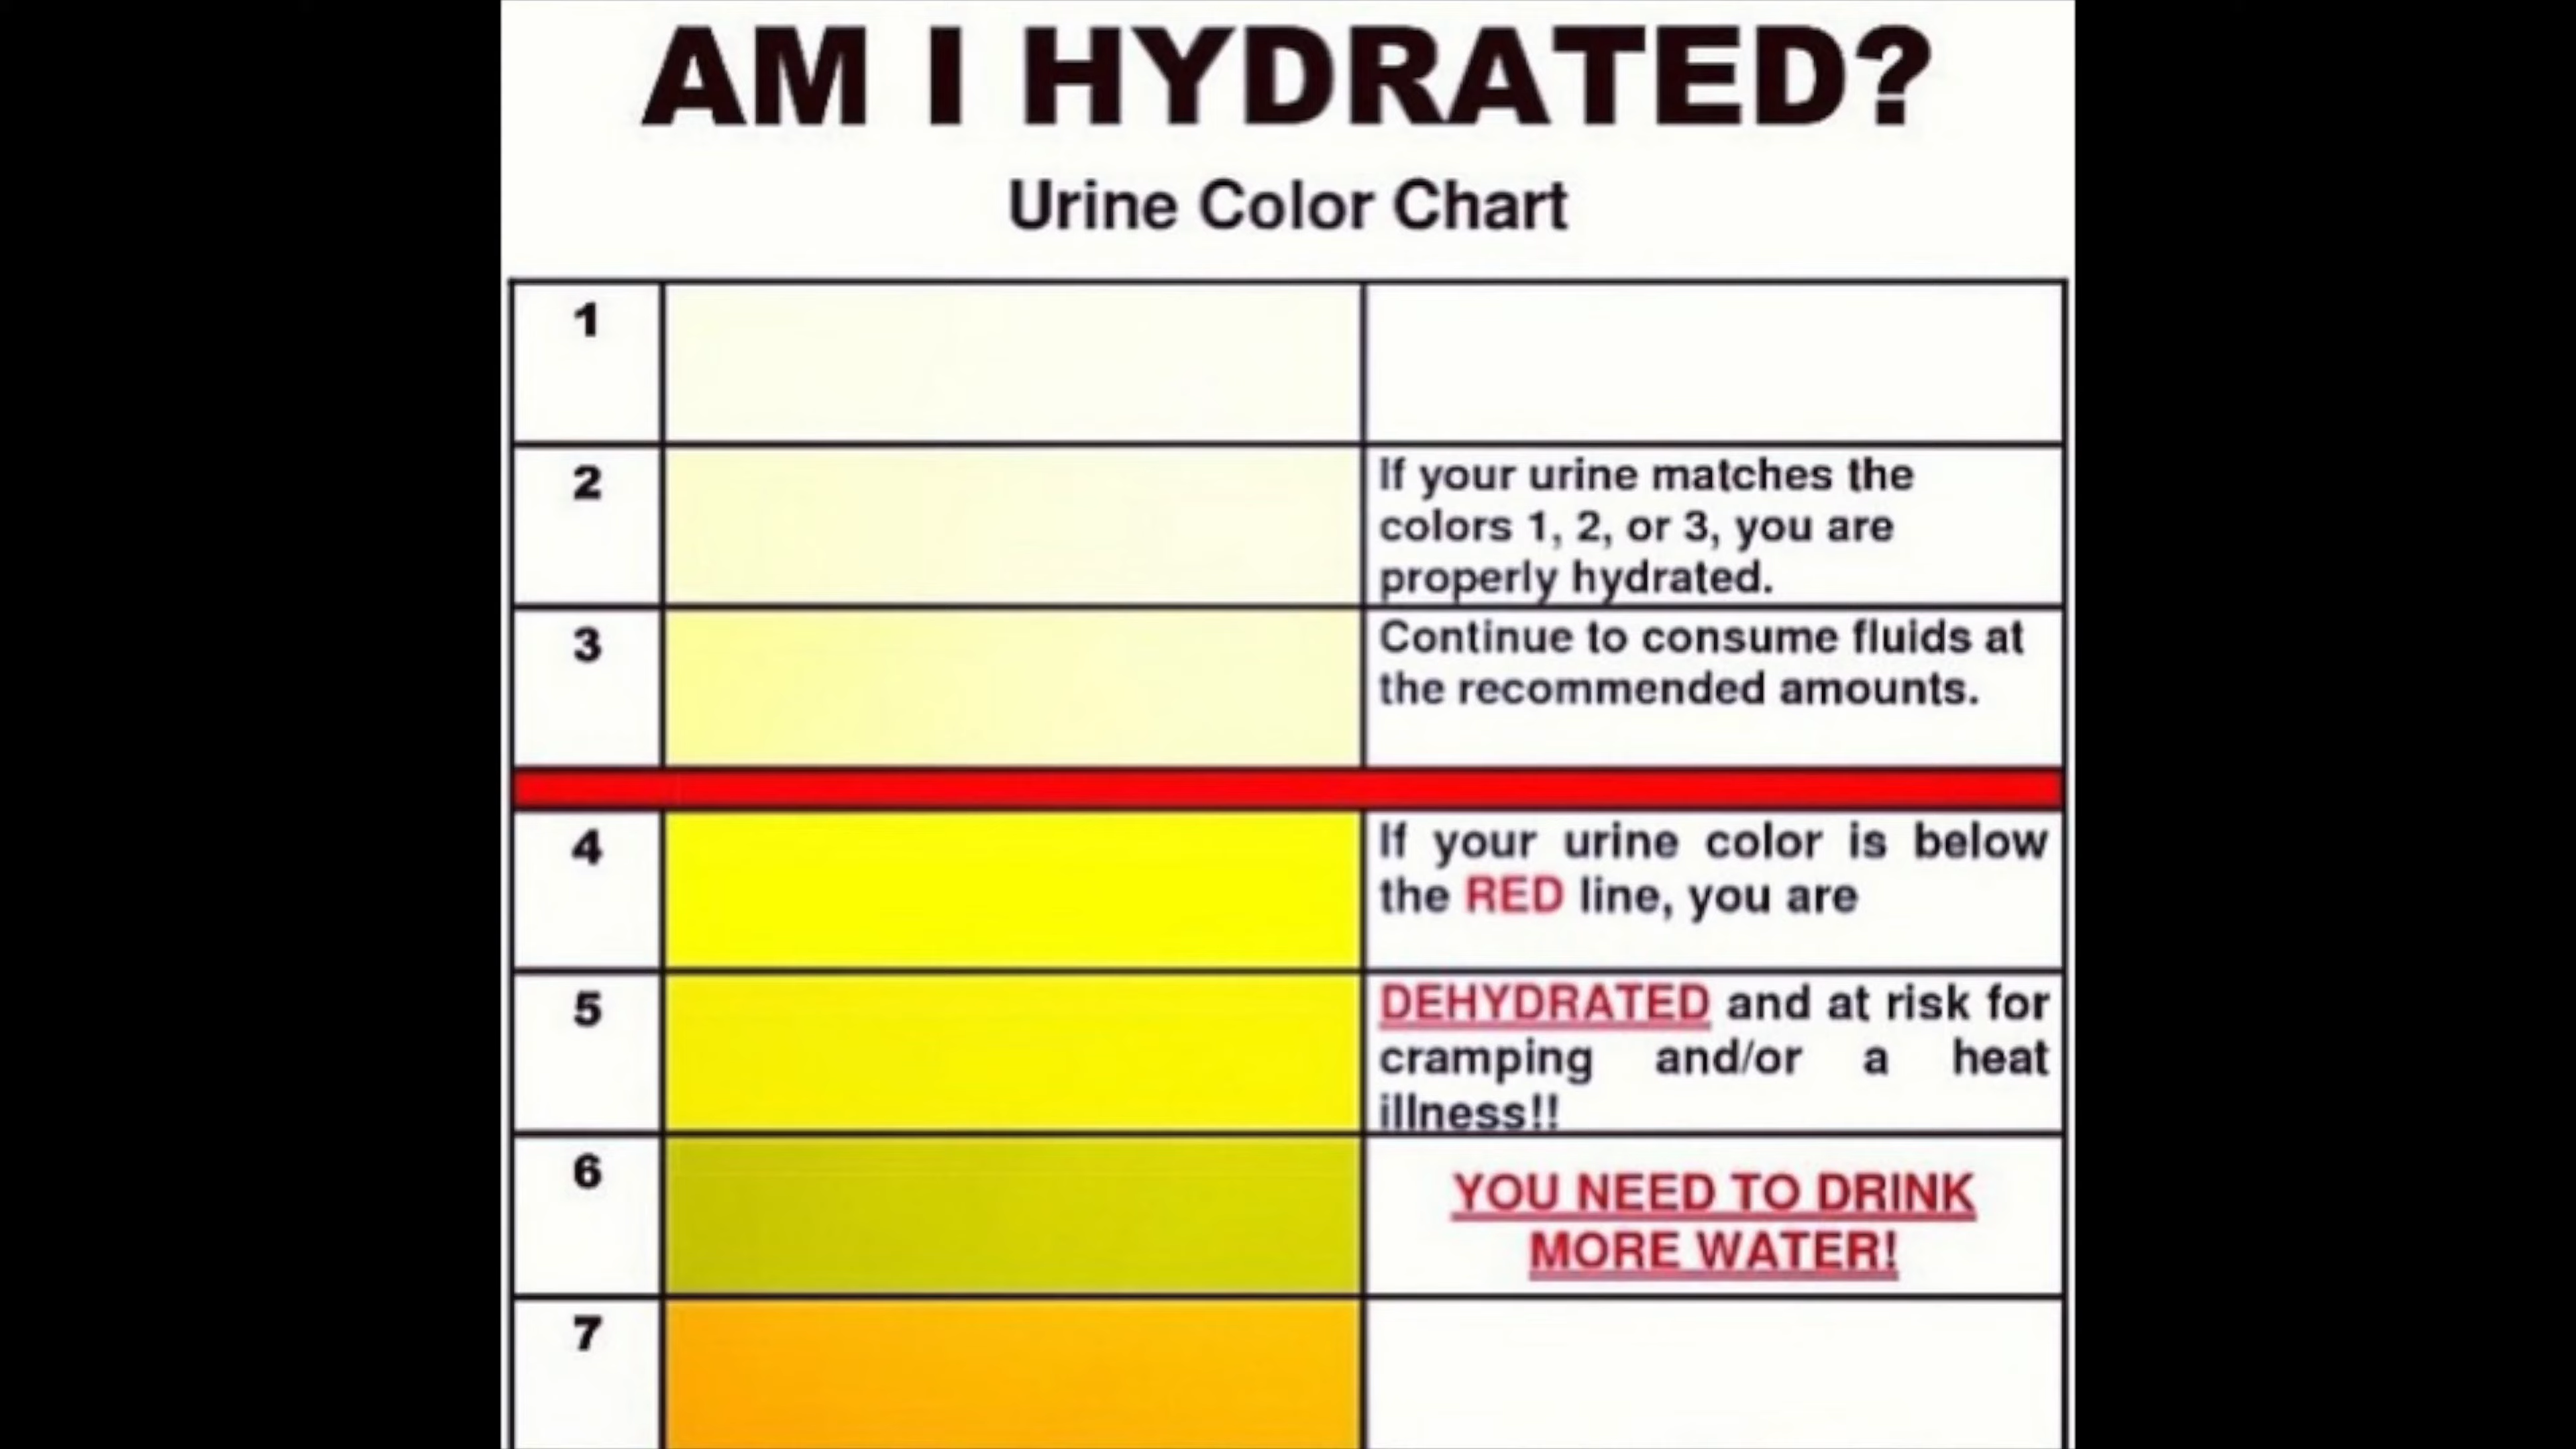 AM I HYDRATED?
Urine Color Chart
1
2
If your urine matches the
colors 1, 2, or 3, you are
properly hydrated.
3
Continue to consume fluids at
the recommended amounts.
4
If your urine color is below
the RED line, you are
5
DEHYDRATED and at risk for
cramping and/or a heat
illness!!
6
YOU NEED TO DRINK
MORE WATER!
7